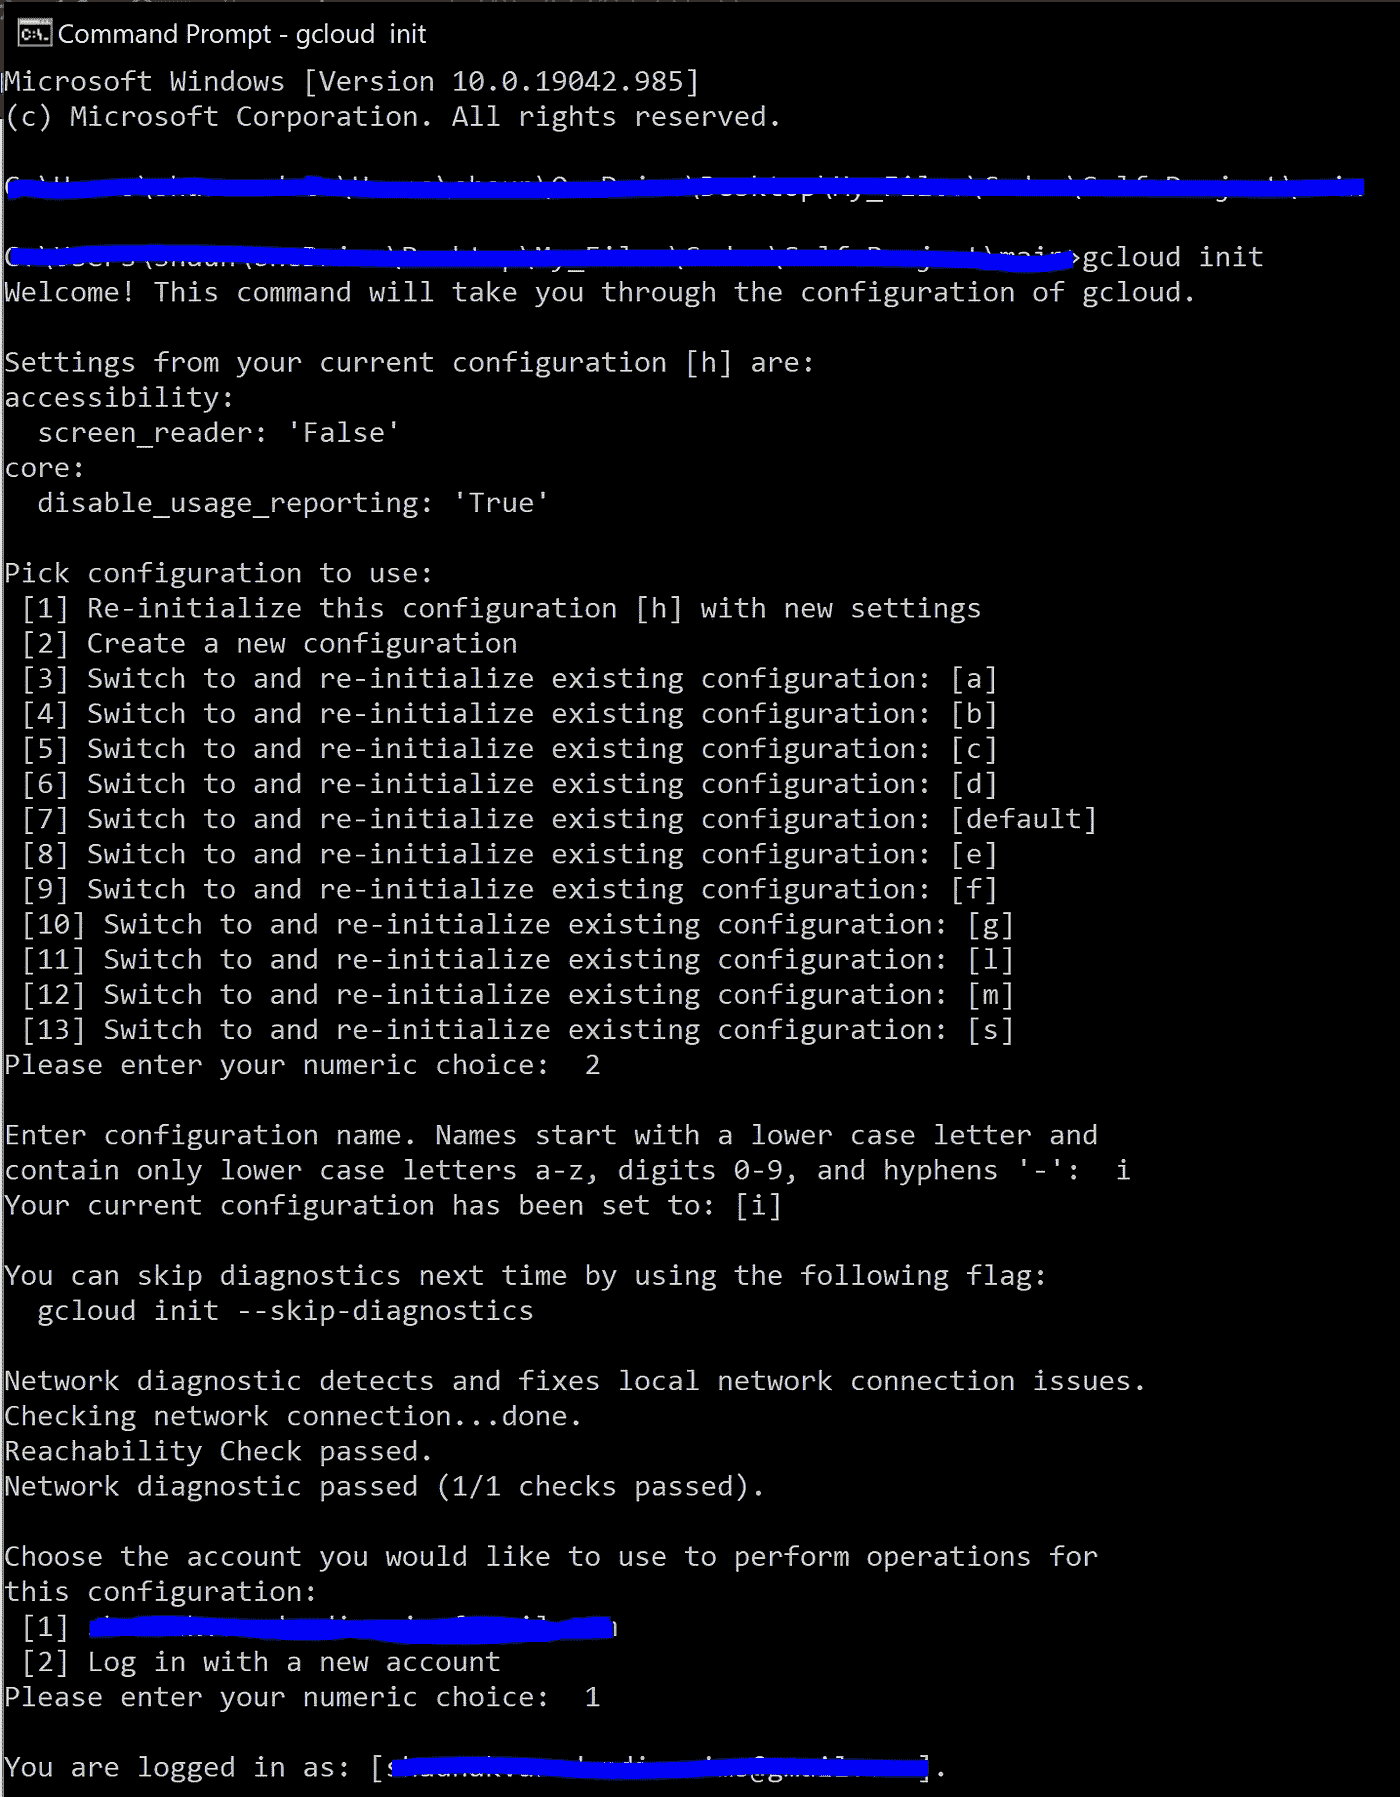 Command Prompt - gcloud  init
Microsoft Windows [Version 10.0.19042.985]
(c) Microsoft Corporation. All rights reserved.
>gcloud init
Welcome! This command will take you through the configuration of gcloud.
Settings from your current configuration [h] are:
accessibility:
  screen_reader: 'False'
core:
  disable_usage_reporting: 'True'
Pick configuration to use:
 [1] Re-initialize this configuration [h] with new settings
 [2] Create a new configuration
 [3] Switch to and re-initialize existing configuration: [a]
 [4] Switch to and re-initialize existing configuration: [b]
 [5] Switch to and re-initialize existing configuration: [c]
 [6] Switch to and re-initialize existing configuration: [d]
 [7] Switch to and re-initialize existing configuration: [default]
 [8] Switch to and re-initialize existing configuration: [e]
 [9] Switch to and re-initialize existing configuration: [f]
 [10] Switch to and re-initialize existing configuration: [g]
 [11] Switch to and re-initialize existing configuration: [l]
 [12] Switch to and re-initialize existing configuration: [m]
 [13] Switch to and re-initialize existing configuration: [s]
Please enter your numeric choice:  2
Enter configuration name. Names start with a lower case letter and
contain only lower case letters a-z, digits 0-9, and hyphens '-':  i
Your current configuration has been set to: [i]
You can skip diagnostics next time by using the following flag:
  gcloud init --skip-diagnostics
Network diagnostic detects and fixes local network connection issues.
Checking network connection...done.
Reachability Check passed.
Network diagnostic passed (1/1 checks passed).
Choose the account you would like to use to perform operations for
this configuration:
 [1]
 [2] Log in with a new account
Please enter your numeric choice:  1
You are logged in as: [ ].